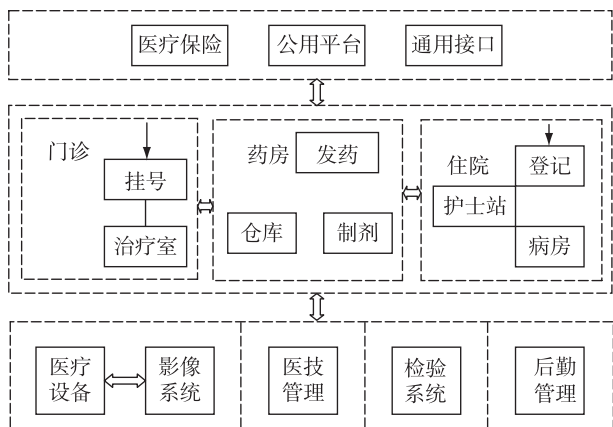 医疗保险 公用平台 通用接口
门诊 药房 发药 住院 登记
挂号 护士站
仓库 制剂
治疗室 病房
医疗 影像 医技 检验 后勤
设备 系统 管理 系统 管理